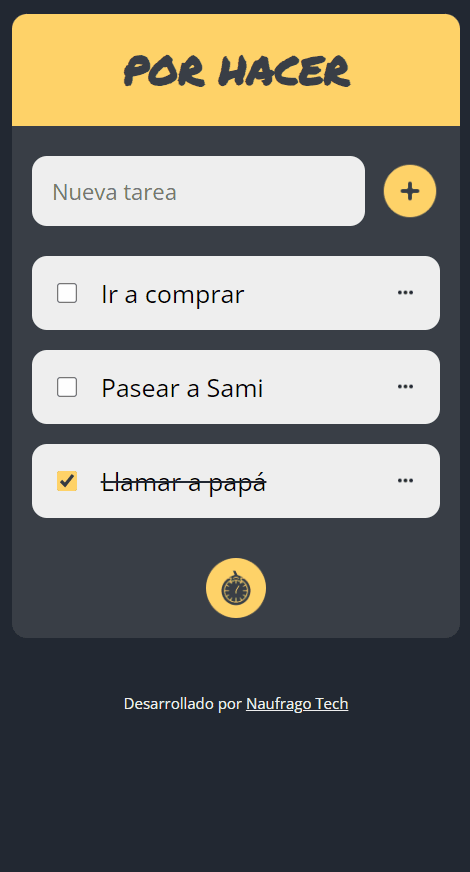 POR HACER
Nueva tarea
Ir a comprar
Pasear a Sami
Llamar a papá
Desarrollado por Naufrago Tech